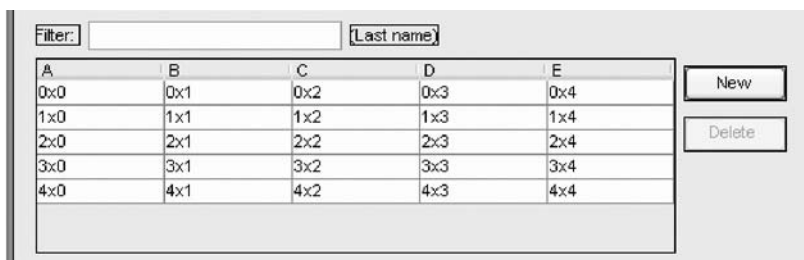 Filter: (Last name)
A B C D E
0x0 0x1 0x2 0x3 0x4
1x0 1x1 1x2 1x3 1x4
2x0 2x1 2x2 2x3 2x4
3x0 3x1 3x2 3x3 3x4
4x0 4x1 4x2 4x3 4x4
New
Delete